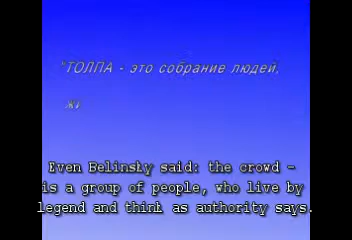 "ТОЛПА - это собрание людей,
жи
Even Belinsky said: the crowd -
is a group of people, who live by
legend and think as authority says.